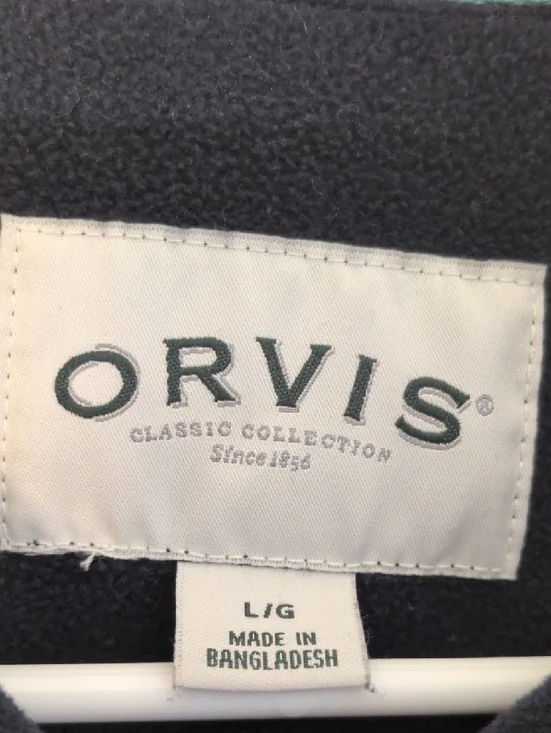 ORVIS®
CLASSIC COLLECTION
Since 1856
L/G
MADE IN
BANGLADESH